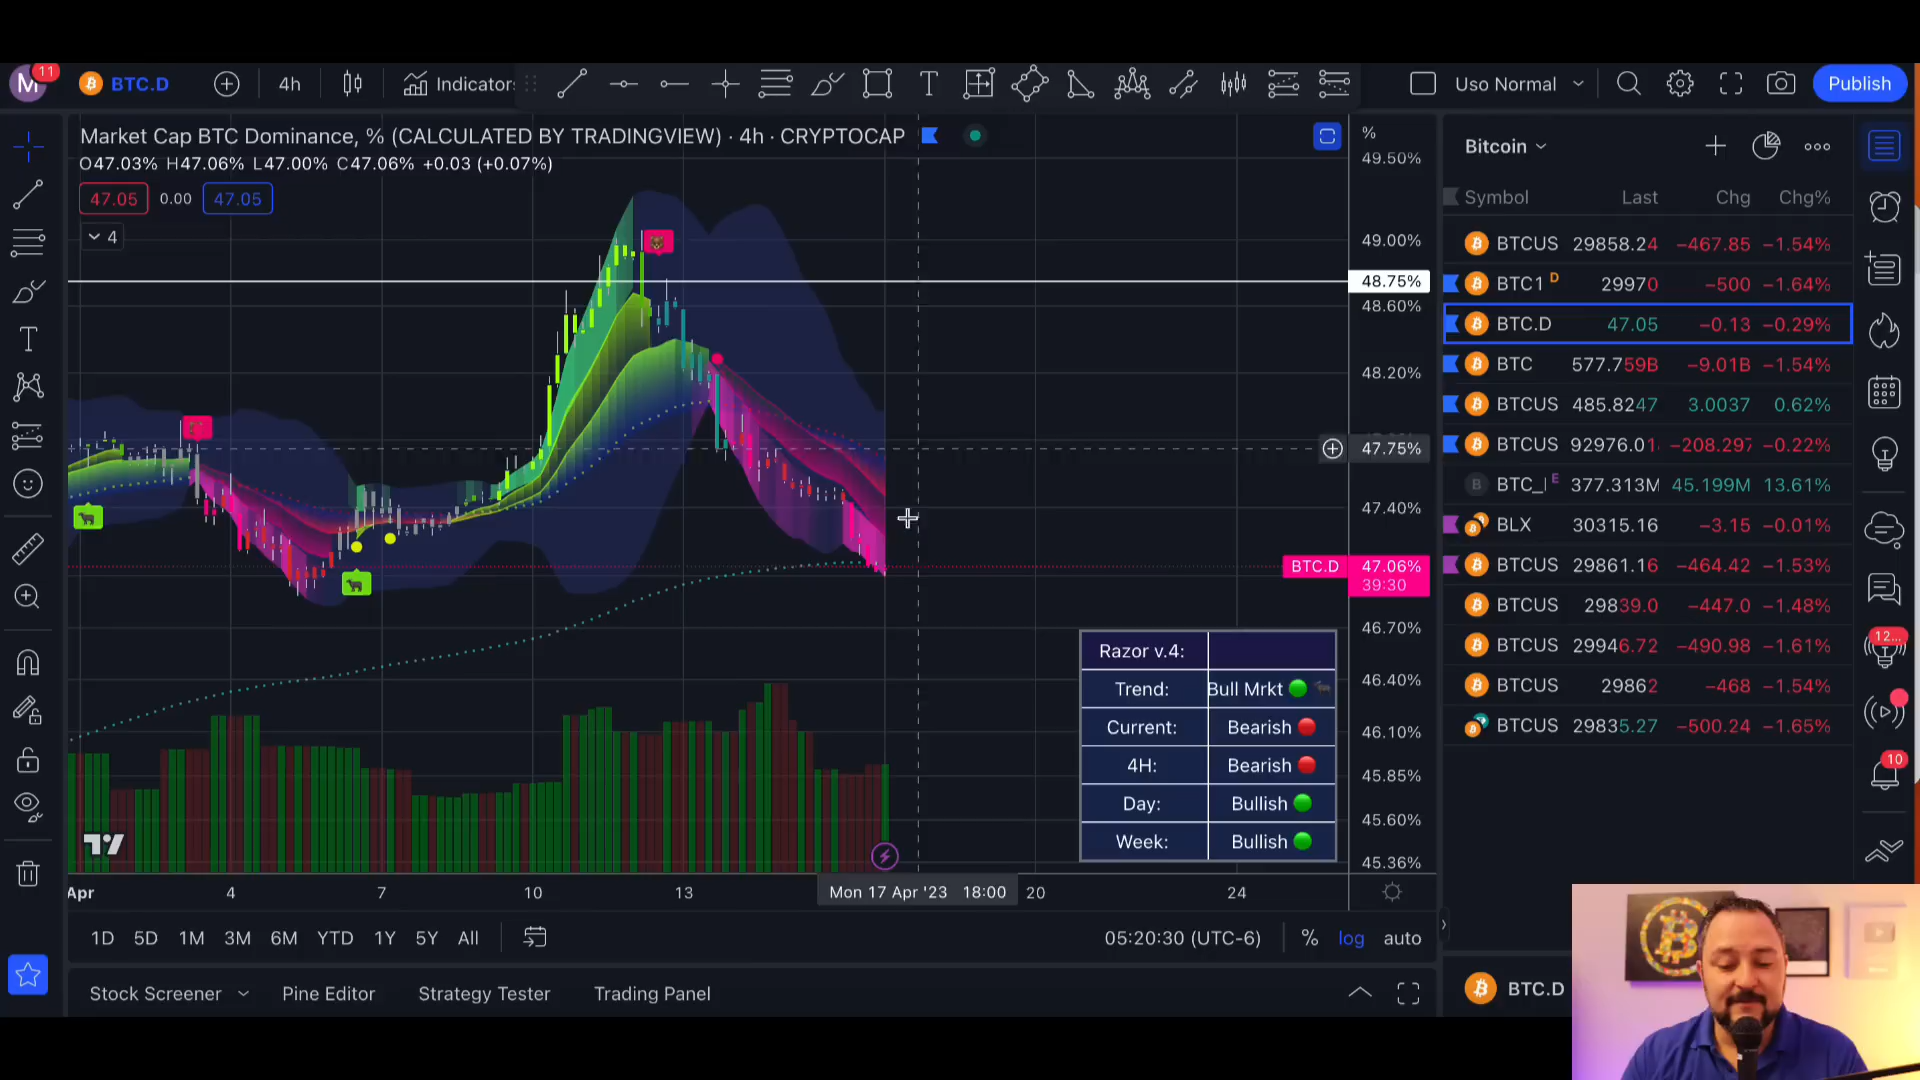 M 11 BTC.D 4h Indicator Uso Normal Publish
Market Cap BTC Dominance, % (CALCULATED BY TRADINGVIEW) · 4h · CRYPTOCAP
O47.03% H47.06% L47.00% C47.06% +0.03 (+0.07%)
47.05 0.00 47.05
4
%
49.50%
49.00%
48.75%
48.60%
48.20%
47.75%
47.40%
BTC.D 47.06%
39:30
46.70%
46.40%
46.10%
45.85%
45.60%
45.36%
Razor v.4:
Trend: Bull Mrkt
Current: Bearish
4H: Bearish
Day: Bullish
Week: Bullish
Apr 4 7 10 13 Mon 17 Apr '23 18:00 20 24
1D 5D 1M 3M 6M YTD 1Y 5Y All 05:20:30 (UTC-6) % log auto
Stock Screener Pine Editor Strategy Tester Trading Panel
Bitcoin
Symbol Last Chg Chg%
BTCUS 29858.24 −467.85 −1.54%
BTC1 D 29970 −500 −1.64%
BTC.D 47.05 −0.13 −0.29%
BTC 577.759B −9.01B −1.54%
BTCUS 485.8247 3.0037 0.62%
BTCUS 92976.01 −208.297 −0.22%
BTC_ E 377.313M 45.199M 13.61%
BLX 30315.16 −3.15 −0.01%
BTCUS 29861.16 −464.42 −1.53%
BTCUS 29839.0 −447.0 −1.48%
BTCUS 29946.72 −490.98 −1.61%
BTCUS 29862 −468 −1.54%
BTCUS 29835.27 −500.24 −1.65%
12...
10
BTC.D